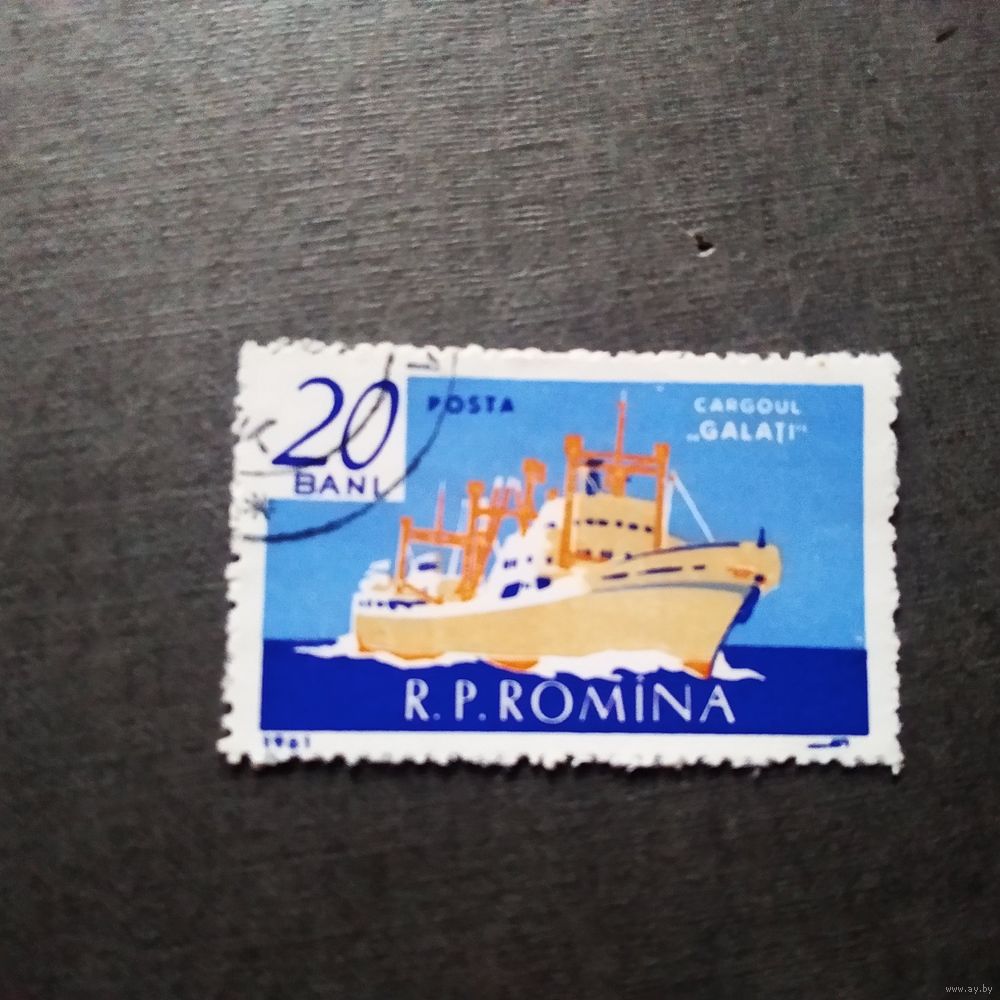 20
BANI
POSTA
CARGOUL
„GALAȚI”
R.P.ROMÎNA
1961
www.ay.by